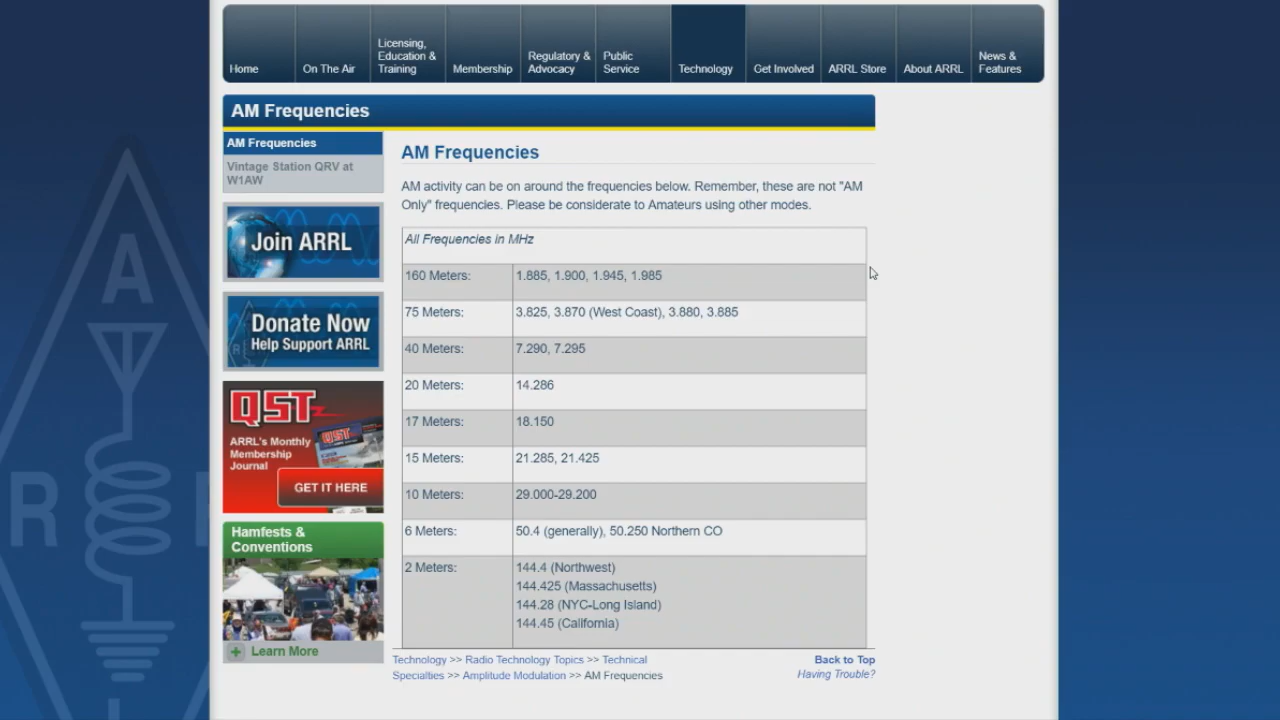 Home
On The Air
Licensing,
Education &
Training
Membership
Regulatory &
Advocacy
Public
Service
Technology
Get Involved
ARRL Store
About ARRL
News &
Features
AM Frequencies
AM Frequencies
Vintage Station QRV at
W1AW
Join ARRL
Donate Now
Help Support ARRL
QST
ARRL's Monthly
Membership
Journal
GET IT HERE
Hamfests &
Conventions
+ Learn More
AM Frequencies
AM activity can be on around the frequencies below. Remember, these are not "AM
Only" frequencies. Please be considerate to Amateurs using other modes.
All Frequencies in MHz
160 Meters: 1.885, 1.900, 1.945, 1.985
75 Meters: 3.825, 3.870 (West Coast), 3.880, 3.885
40 Meters: 7.290, 7.295
20 Meters: 14.286
17 Meters: 18.150
15 Meters: 21.285, 21.425
10 Meters: 29.000-29.200
6 Meters: 50.4 (generally), 50.250 Northern CO
2 Meters: 144.4 (Northwest)
144.425 (Massachusetts)
144.28 (NYC-Long Island)
144.45 (California)
Technology >> Radio Technology Topics >> Technical
Specialties >> Amplitude Modulation >> AM Frequencies
Back to Top
Having Trouble?
A
R